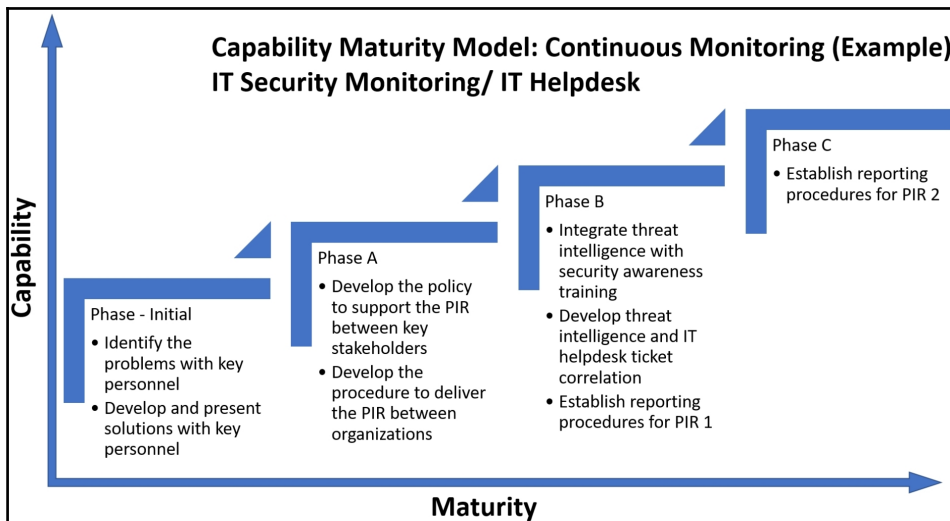 Capability Maturity Model: Continuous Monitoring (Example)
IT Security Monitoring/ IT Helpdesk
Capability
Phase - Initial
• Identify the
problems with key
personnel
• Develop and present
solutions with key
personnel
Phase A
• Develop the policy
to support the PIR
between key
stakeholders
• Develop the
procedure to deliver
the PIR between
organizations
Phase B
• Integrate threat
intelligence with
security awareness
training
• Develop threat
intelligence and IT
helpdesk ticket
correlation
• Establish reporting
procedures for PIR 1
Phase C
• Establish reporting
procedures for PIR 2
Maturity